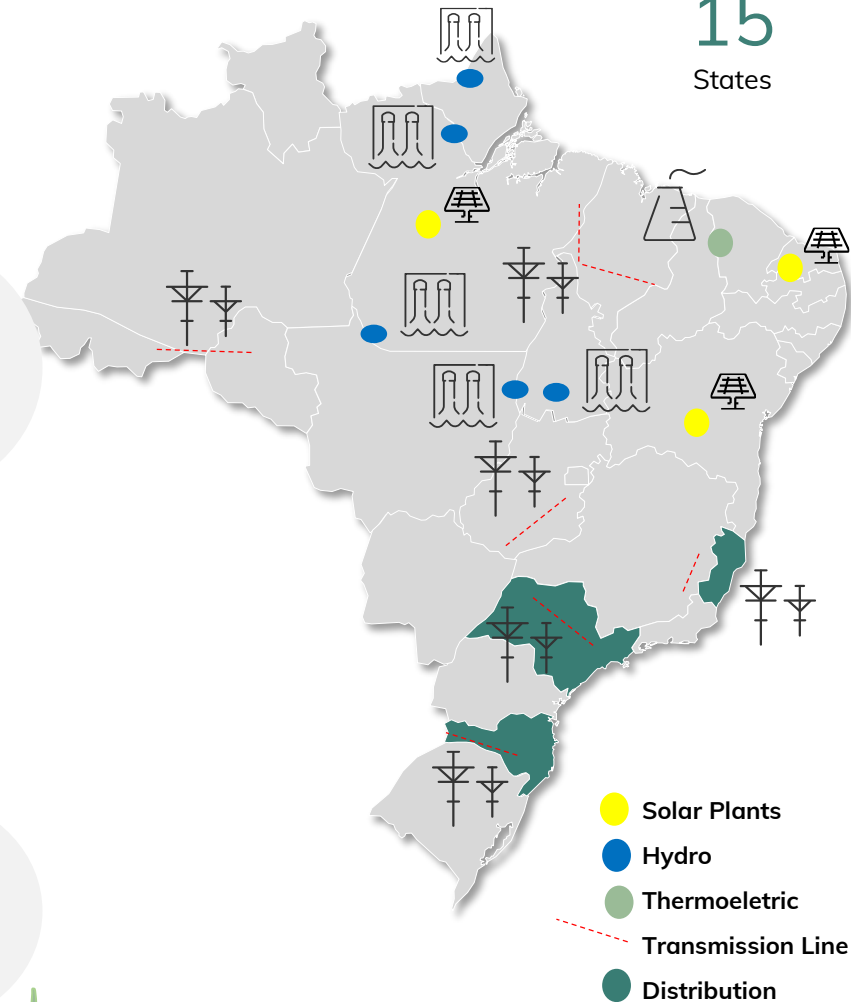 15
States
Solar Plants
Hydro
Thermoeletric
Transmission Line
Distribution